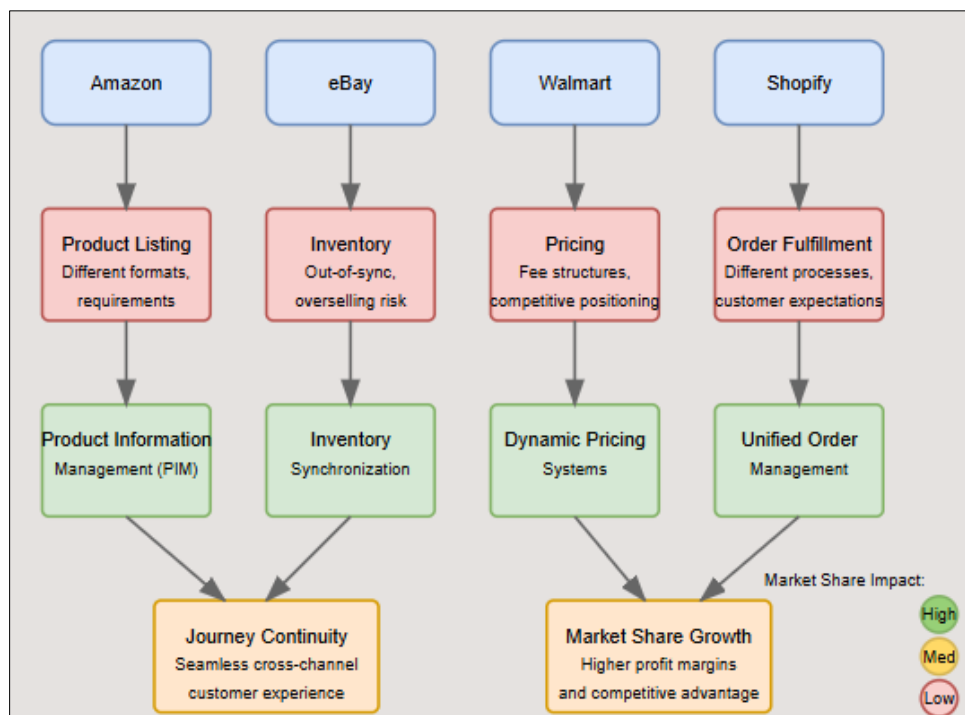 Amazon
eBay
Walmart
Shopify
Product Listing
Different formats,
requirements
Inventory
Out-of-sync,
overselling risk
Pricing
Fee structures,
competitive positioning
Order Fulfillment
Different processes,
customer expectations
Product Information
Management (PIM)
Inventory
Synchronization
Dynamic Pricing
Systems
Unified Order
Management
Journey Continuity
Seamless cross-channel
customer experience
Market Share Growth
Higher profit margins
and competitive advantage
Market Share Impact:
High
Med
Low